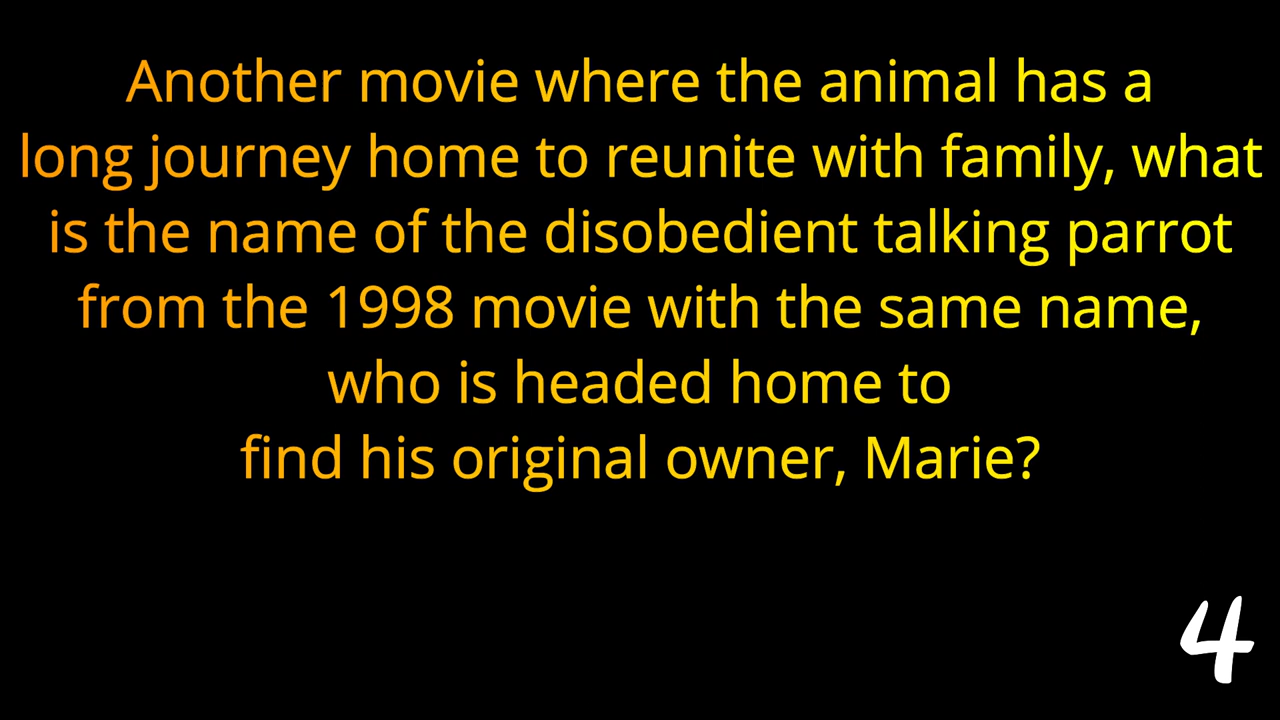 Another movie where the animal has a
long journey home to reunite with family, what
is the name of the disobedient talking parrot
from the 1998 movie with the same name,
who is headed home to
find his original owner, Marie?
4